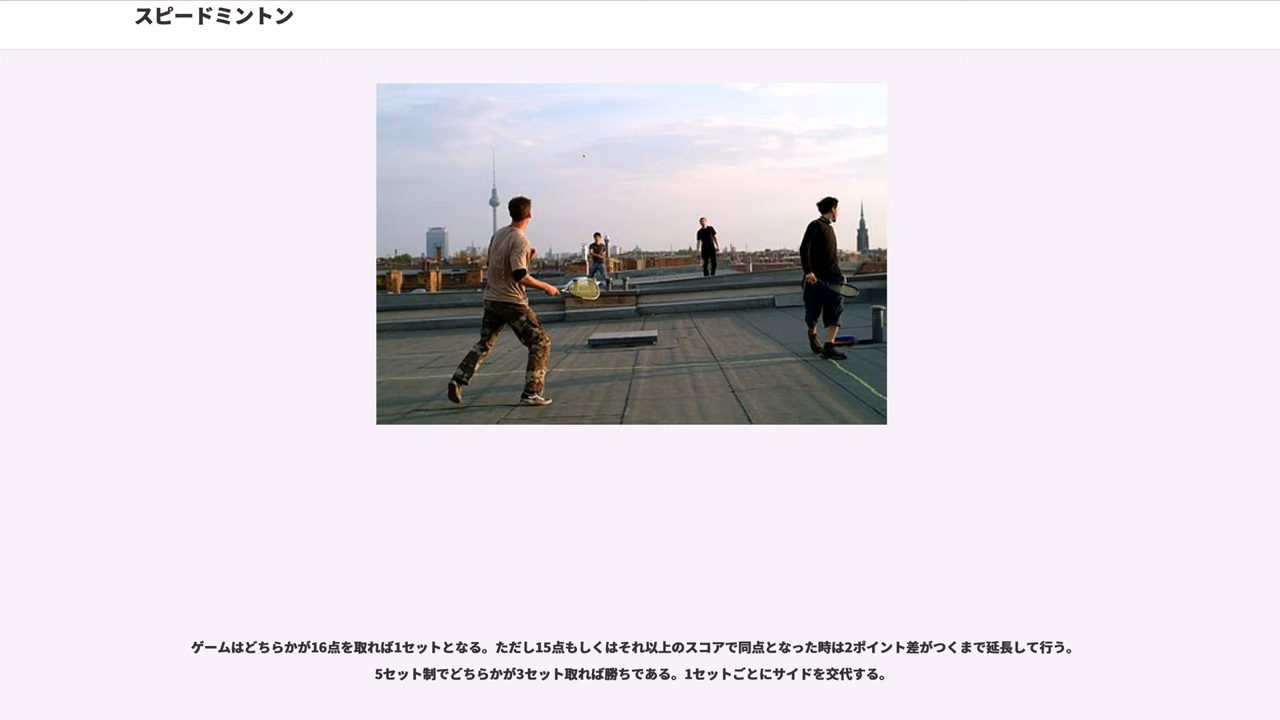 スピードミントン
ゲームはどちらかが16点を取れば1セットとなる。ただし15点もしくはそれ以上のスコアで同点となった時は2ポイント差がつくまで延長して行う。
5セット制でどちらかが3セット取れば勝ちである。1セットごとにサイドを交代する。